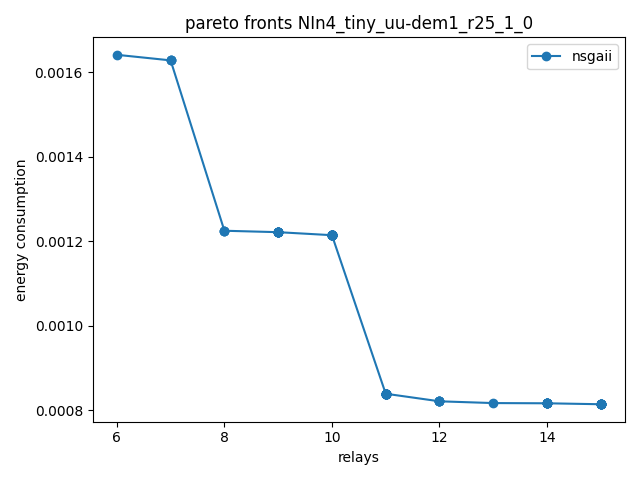 pareto fronts NIn4_tiny_uu-dem1_r25_1_0
nsgaii
0.0016
0.0014
0.0012
0.0010
0.0008
energy consumption
6
8
10
12
14
relays